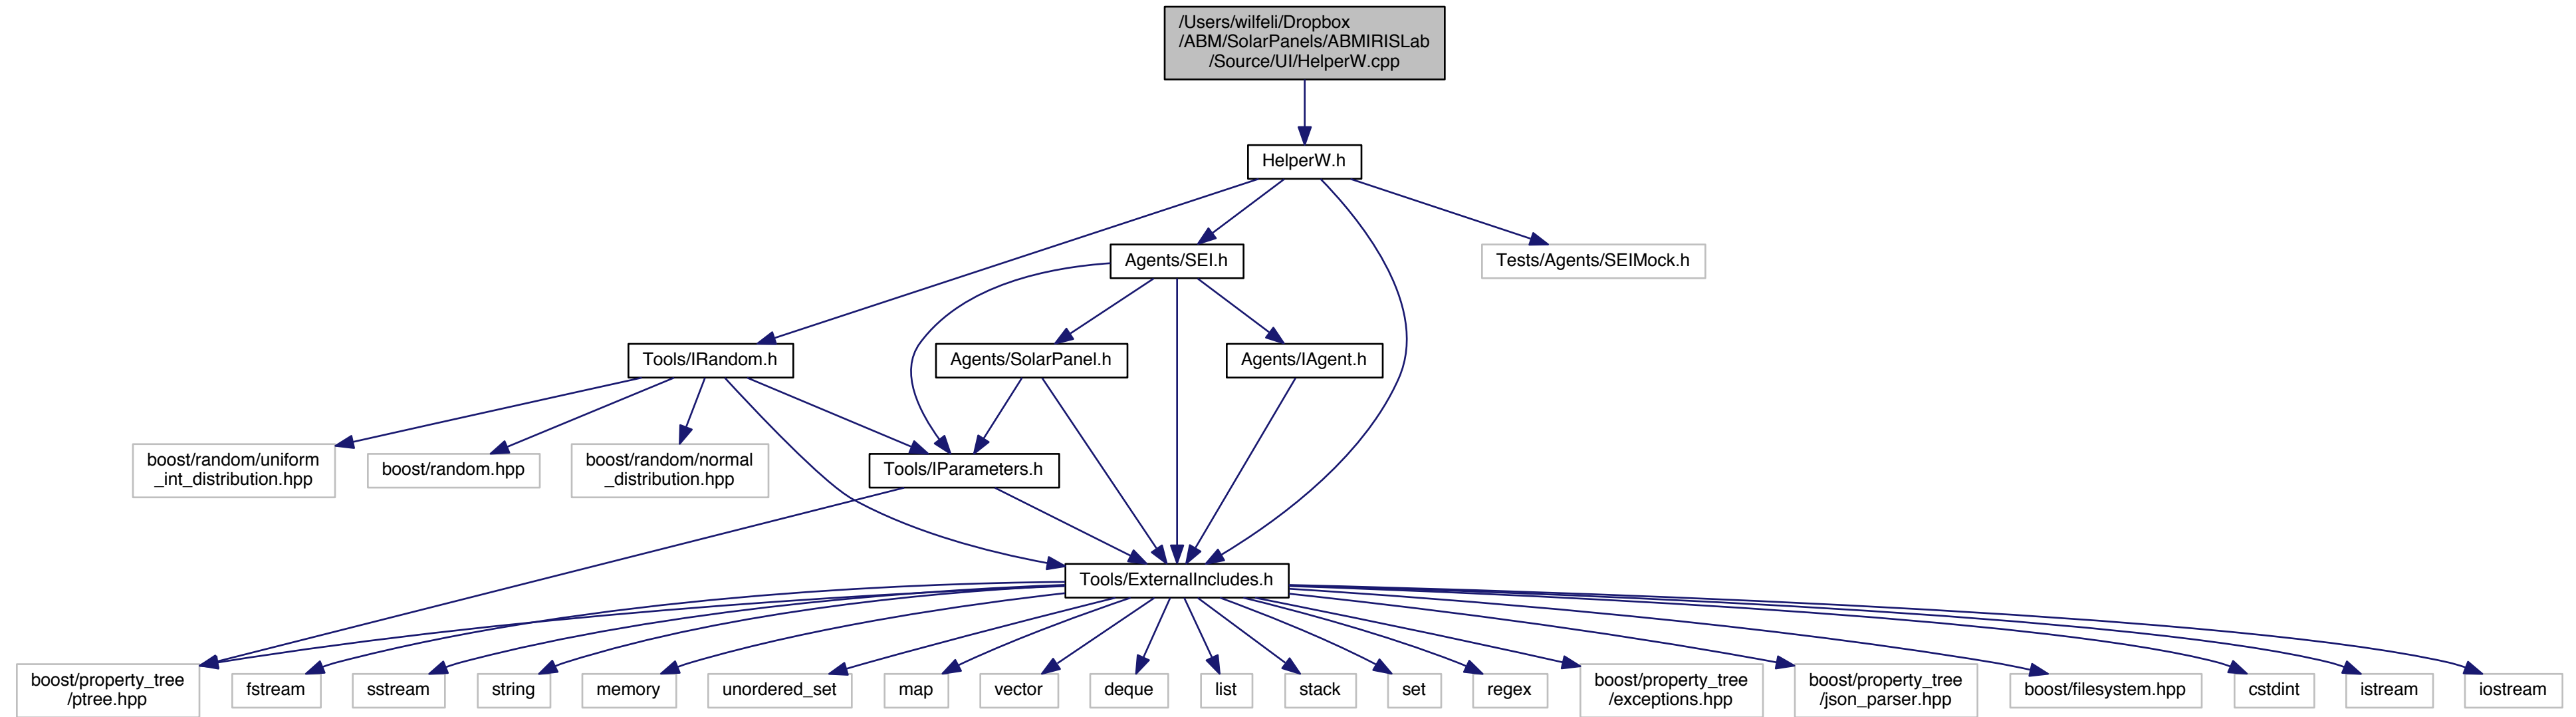 /Users/wilfeli/Dropbox
/ABM/SolarPanels/ABMIRISLab
/Source/UI/HelperW.cpp
HelperW.h
Agents/SEI.h
Tests/Agents/SEIMock.h
Tools/IRandom.h
Agents/SolarPanel.h
Agents/IAgent.h
boost/random/uniform
_int_distribution.hpp
boost/random.hpp
boost/random/normal
_distribution.hpp
Tools/IParameters.h
Tools/ExternalIncludes.h
boost/property_tree
/ptree.hpp
fstream
sstream
string
memory
unordered_set
map
vector
deque
list
stack
set
regex
boost/property_tree
/exceptions.hpp
boost/property_tree
/json_parser.hpp
boost/filesystem.hpp
cstdint
istream
iostream